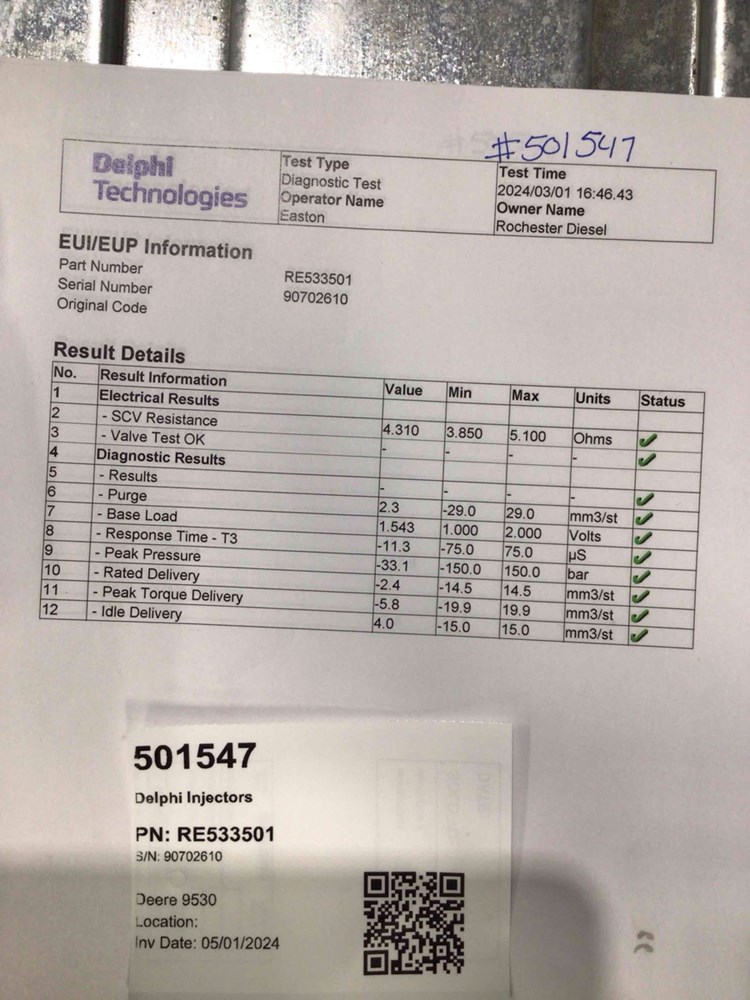 #501547
Delphi Technologies
Test Type
Diagnostic Test
Operator Name
Easton
Test Time
2024/03/01 16:46.43
Owner Name
Rochester Diesel
EUI/EUP Information
Part Number RE533501
Serial Number 90702610
Original Code
Result Details
No. Result Information Value Min Max Units Status
1 Electrical Results
2 - SCV Resistance 4.310 3.850 5.100 Ohms ✔
3 - Valve Test OK - - - - ✔
4 Diagnostic Results
5 - Results - - - - ✔
6 - Purge 2.3 -29.0 29.0 mm3/st ✔
7 - Base Load 1.543 1.000 2.000 Volts ✔
8 - Response Time - T3 -11.3 -75.0 75.0 µS ✔
9 - Peak Pressure -33.1 -150.0 150.0 bar ✔
10 - Rated Delivery -2.4 -14.5 14.5 mm3/st ✔
11 - Peak Torque Delivery -5.8 -19.9 19.9 mm3/st ✔
12 - Idle Delivery 4.0 -15.0 15.0 mm3/st ✔
501547
Delphi Injectors
PN: RE533501
S/N: 90702610
Deere 9530
Location:
Inv Date: 05/01/2024